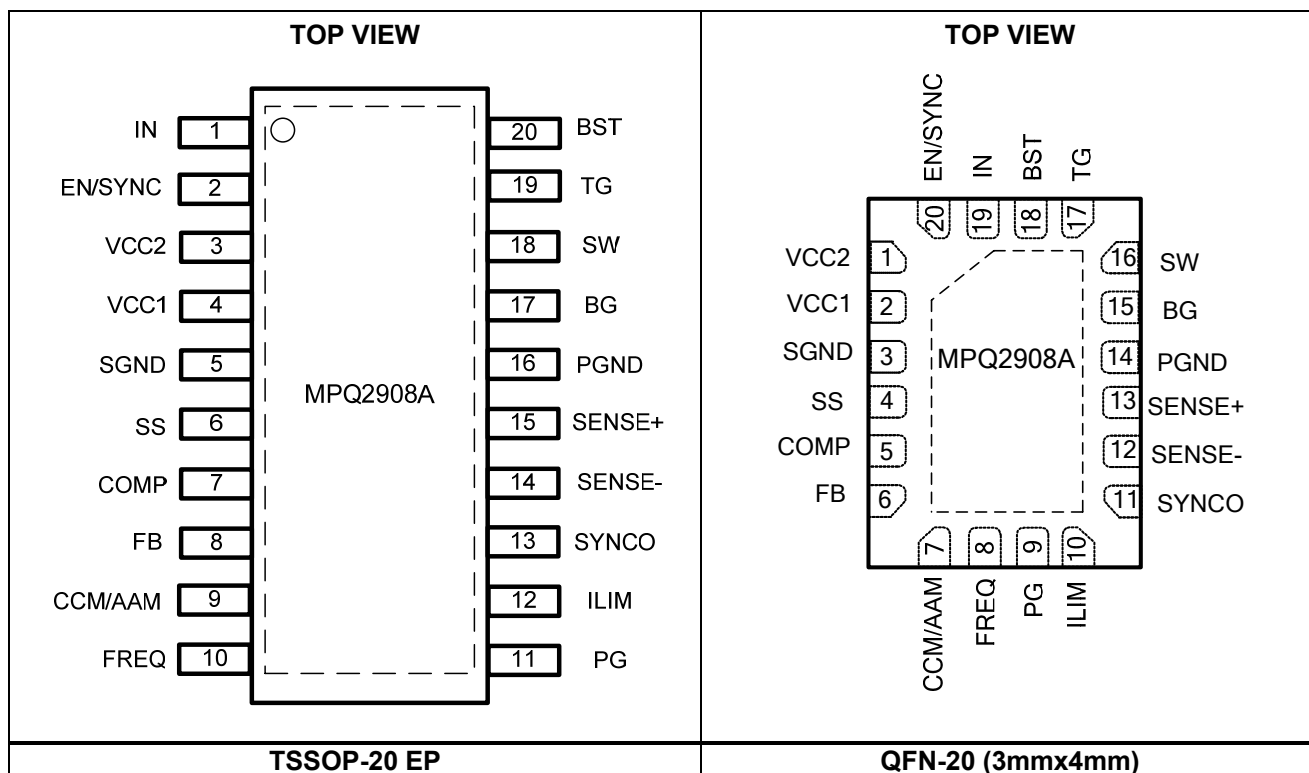 TOP VIEW
IN 1
EN/SYNC 2
VCC2 3
VCC1 4
SGND 5
SS 6
COMP 7
FB 8
CCM/AAM 9
FREQ 10
MPQ2908A
20 BST
19 TG
18 SW
17 BG
16 PGND
15 SENSE+
14 SENSE-
13 SYNCO
12 ILIM
11 PG
TSSOP-20 EP
TOP VIEW
EN/SYNC 20
IN 19
BST 18
TG 17
VCC2 1
VCC1 2
SGND 3
SS 4
COMP 5
FB 6
MPQ2908A
16 SW
15 BG
14 PGND
13 SENSE+
12 SENSE-
11 SYNCO
CCM/AAM 7
FREQ 8
PG 9
ILIM 10
QFN-20 (3mmx4mm)